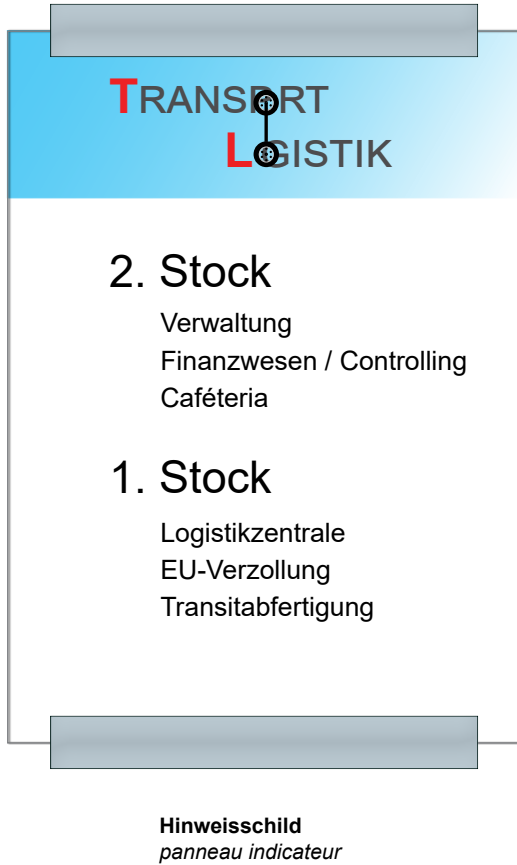 TRANSPORT
LOGISTIK
2. Stock
Verwaltung
Finanzwesen / Controlling
Caféteria
1. Stock
Logistikzentrale
EU-Verzollung
Transitabfertigung
Hinweisschild
panneau indicateur